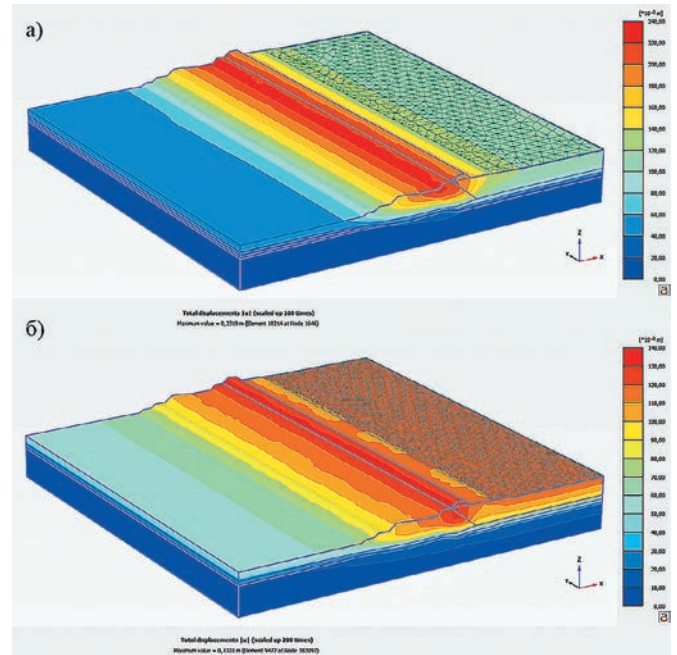 а)
[*10⁻³ м]
240,00
220,00
200,00
180,00
160,00
140,00
120,00
100,00
80,00
60,00
40,00
20,00
0,00
Z
Y
X
a
Total displacements |u| (scaled up 100 times)
б)
[*10⁻³ м]
140,00
130,00
120,00
110,00
100,00
90,00
80,00
70,00
60,00
50,00
40,00
30,00
20,00
10,00
0,00
Z
Y
X
a
Total displacements |u| (scaled up 200 times)